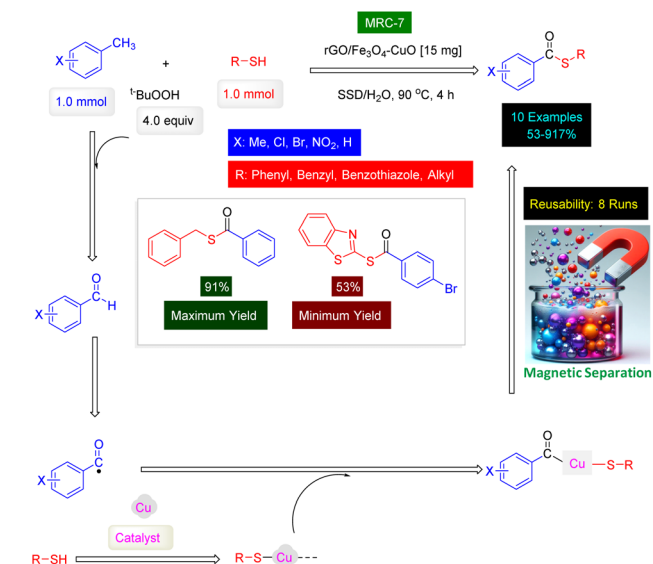 MRC-7
rGO/Fe3O4-CuO [15 mg]
SSD/H2O, 90 °C, 4 h
X
CH3
+
R-SH
1.0 mmol
t-BuOOH
1.0 mmol
4.0 equiv
X
O
C
S
R
10 Examples
53-917%
X: Me, Cl, Br, NO2, H
R: Phenyl, Benzyl, Benzothiazole, Alkyl
Reusability: 8 Runs
O
S
N
S
S
O
Br
91%
53%
Maximum Yield
Minimum Yield
Magnetic Separation
X
O
C
H
X
O
C
•
X
O
C
Cu
S-R
Cu
Catalyst
R-SH
R-S-Cu---